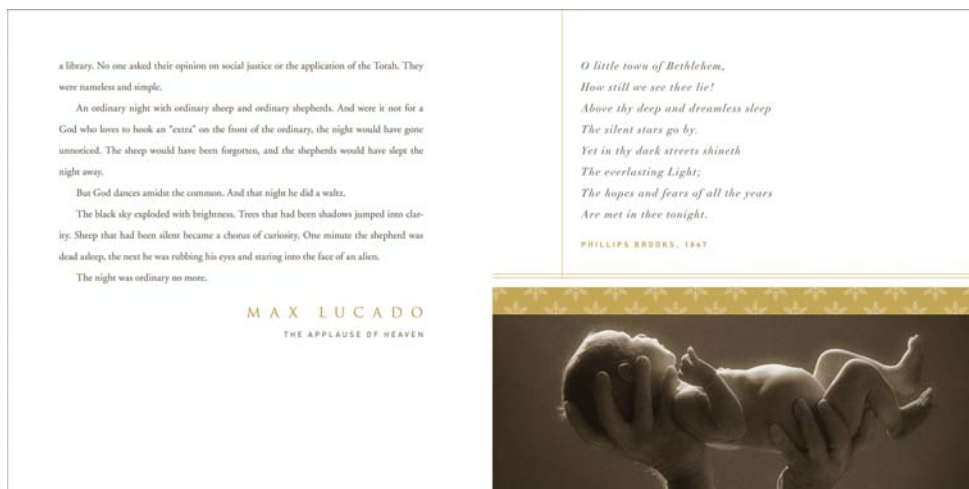 a library. No one asked their opinion on social justice or the application of the Torah. They
were nameless and simple.
An ordinary night with ordinary sheep and ordinary shepherds. And were it not for a
God who loves to hook an "extra" on the front of the ordinary, the night would have gone
unnoticed. The sheep would have been forgotten, and the shepherds would have slept the
night away.
But God dances amidst the common. And that night he did a waltz.
The black sky exploded with brightness. Trees that had been shadows jumped into clar-
ity. Sheep that had been silent became a chorus of curiosity. One minute the shepherd was
dead asleep, the next he was rubbing his eyes and staring into the face of an alien.
The night was ordinary no more.
MAX LUCADO
THE APPLAUSE OF HEAVEN
O little town of Bethlehem,
How still we see thee lie!
Above thy deep and dreamless sleep
The silent stars go by.
Yet in thy dark streets shineth
The everlasting Light;
The hopes and fears of all the years
Are met in thee tonight.
PHILLIPS BROOKS, 1867